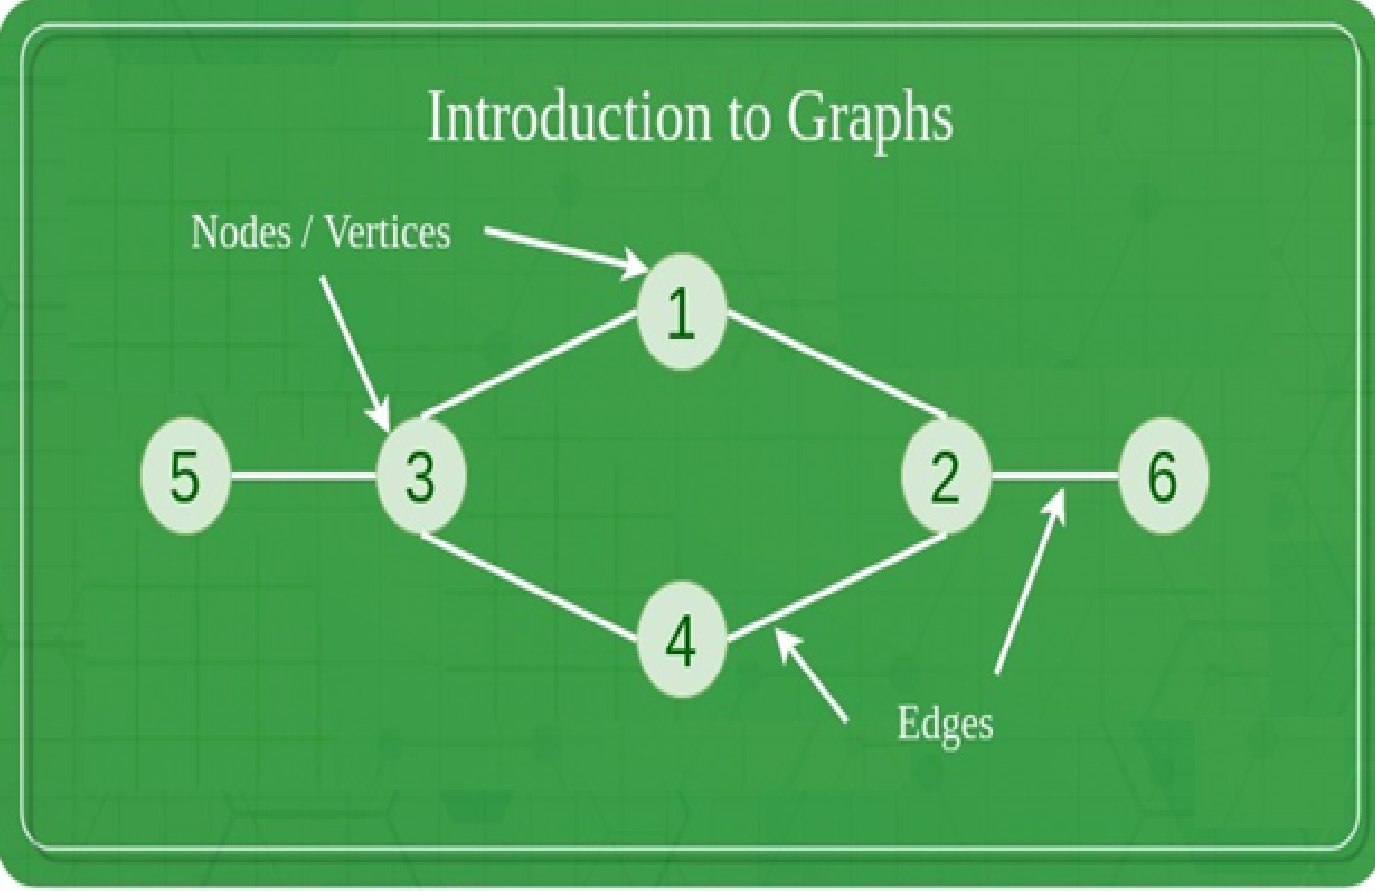 Introduction to Graphs
Nodes / Vertices
1
5
3
2
6
4
Edges